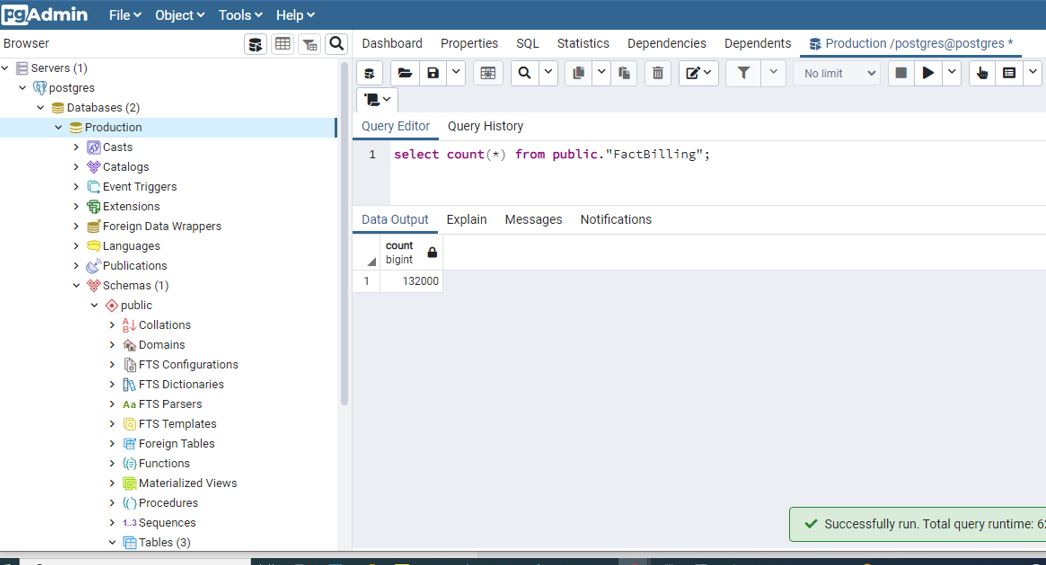 pgAdmin File Object Tools Help
Browser
Dashboard Properties SQL Statistics Dependencies Dependents Production /postgres@postgres *
Servers (1)
postgres
Databases (2)
Production
Casts
Catalogs
Event Triggers
Extensions
Foreign Data Wrappers
Languages
Publications
Schemas (1)
public
Collations
Domains
FTS Configurations
FTS Dictionaries
FTS Parsers
FTS Templates
Foreign Tables
Functions
Materialized Views
Procedures
1..3 Sequences
Tables (3)
No limit
Query Editor Query History
1 select count(*) from public."FactBilling";
Data Output Explain Messages Notifications
count
bigint
1 132000
Successfully run. Total query runtime: